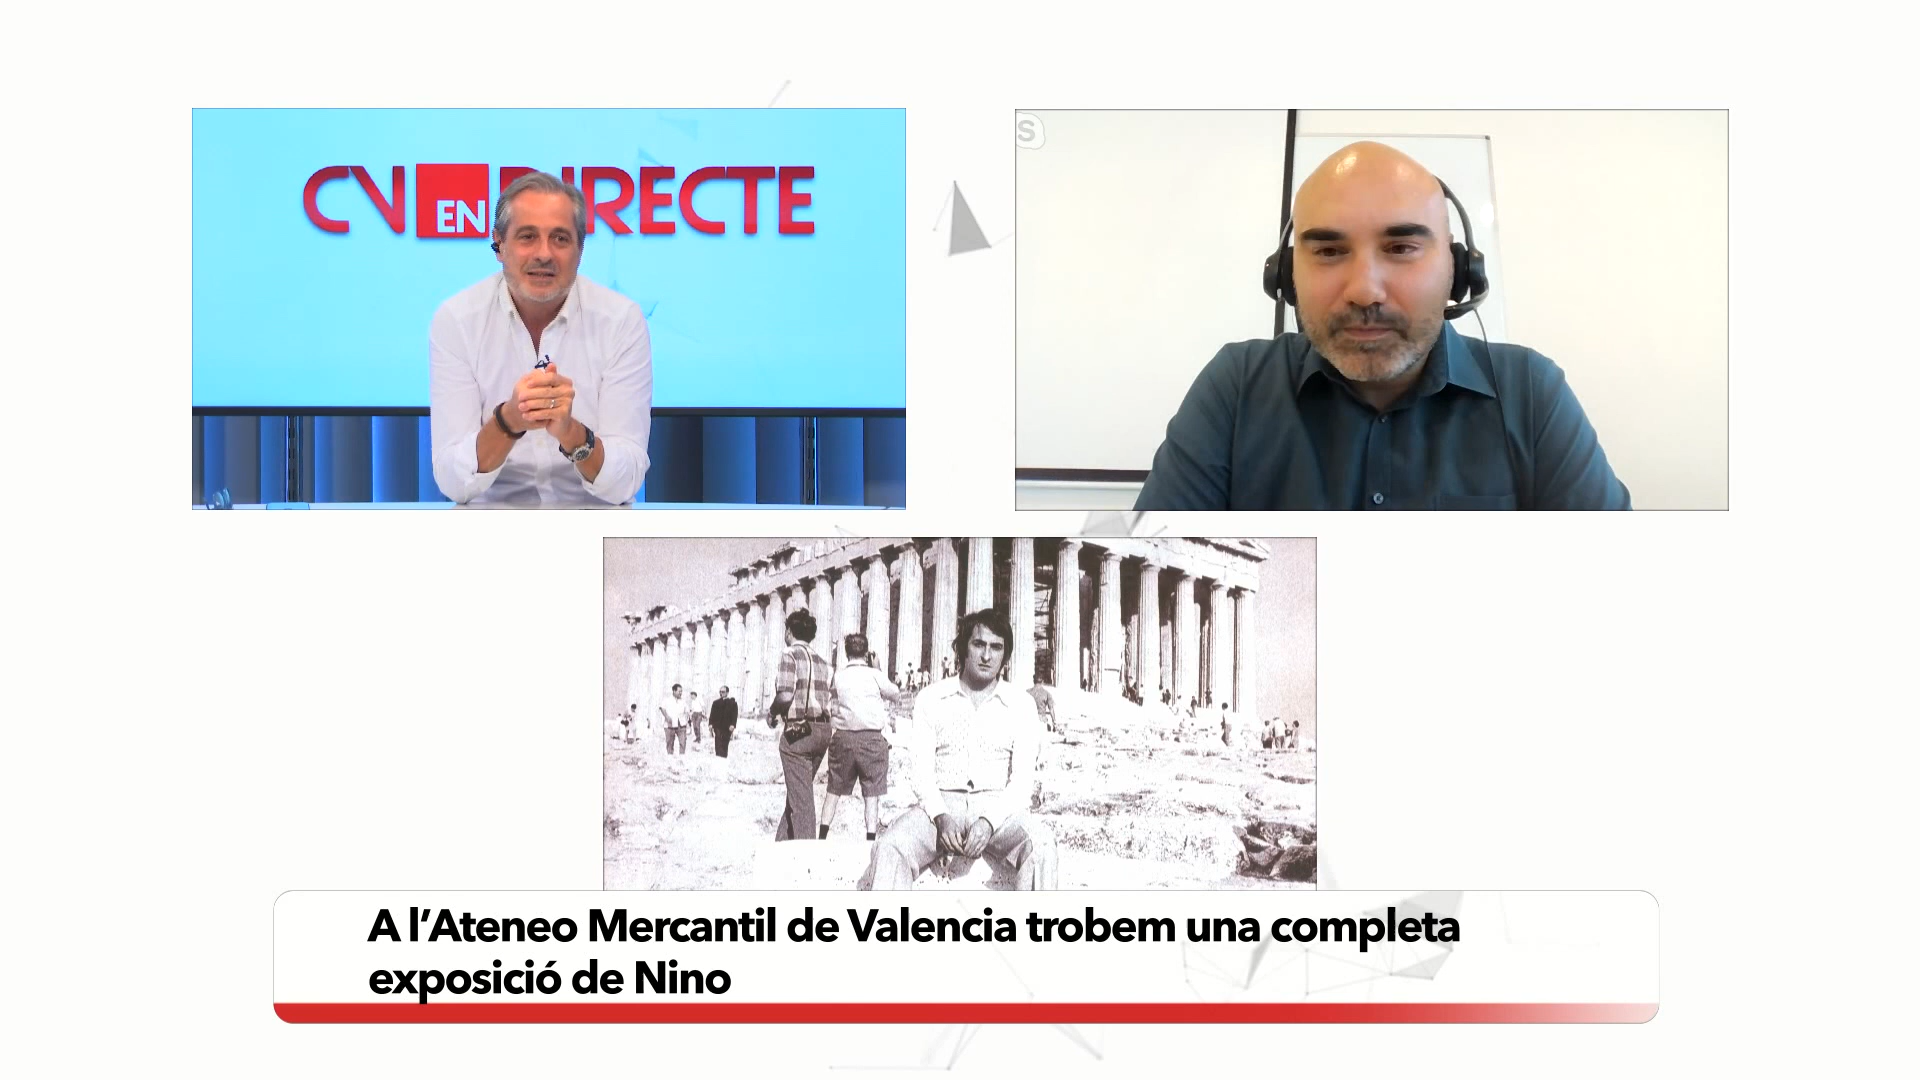 CV EN DIRECTE
S
A l'Ateneo Mercantil de Valencia trobem una completa
exposició de Nino